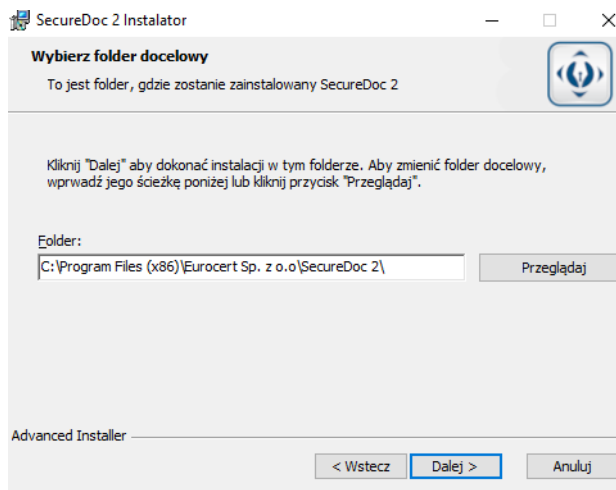 SecureDoc 2 Instalator
Wybierz folder docelowy
To jest folder, gdzie zostanie zainstalowany SecureDoc 2
Kliknij "Dalej" aby dokonać instalacji w tym folderze. Aby zmienić folder docelowy,
wprwadź jego ścieżkę poniżej lub kliknij przycisk "Przeglądaj".
Folder:
C:\Program Files (x86)\Eurocert Sp. z o.o\SecureDoc 2\
Przeglądaj
Advanced Installer
< Wstecz
Dalej >
Anuluj